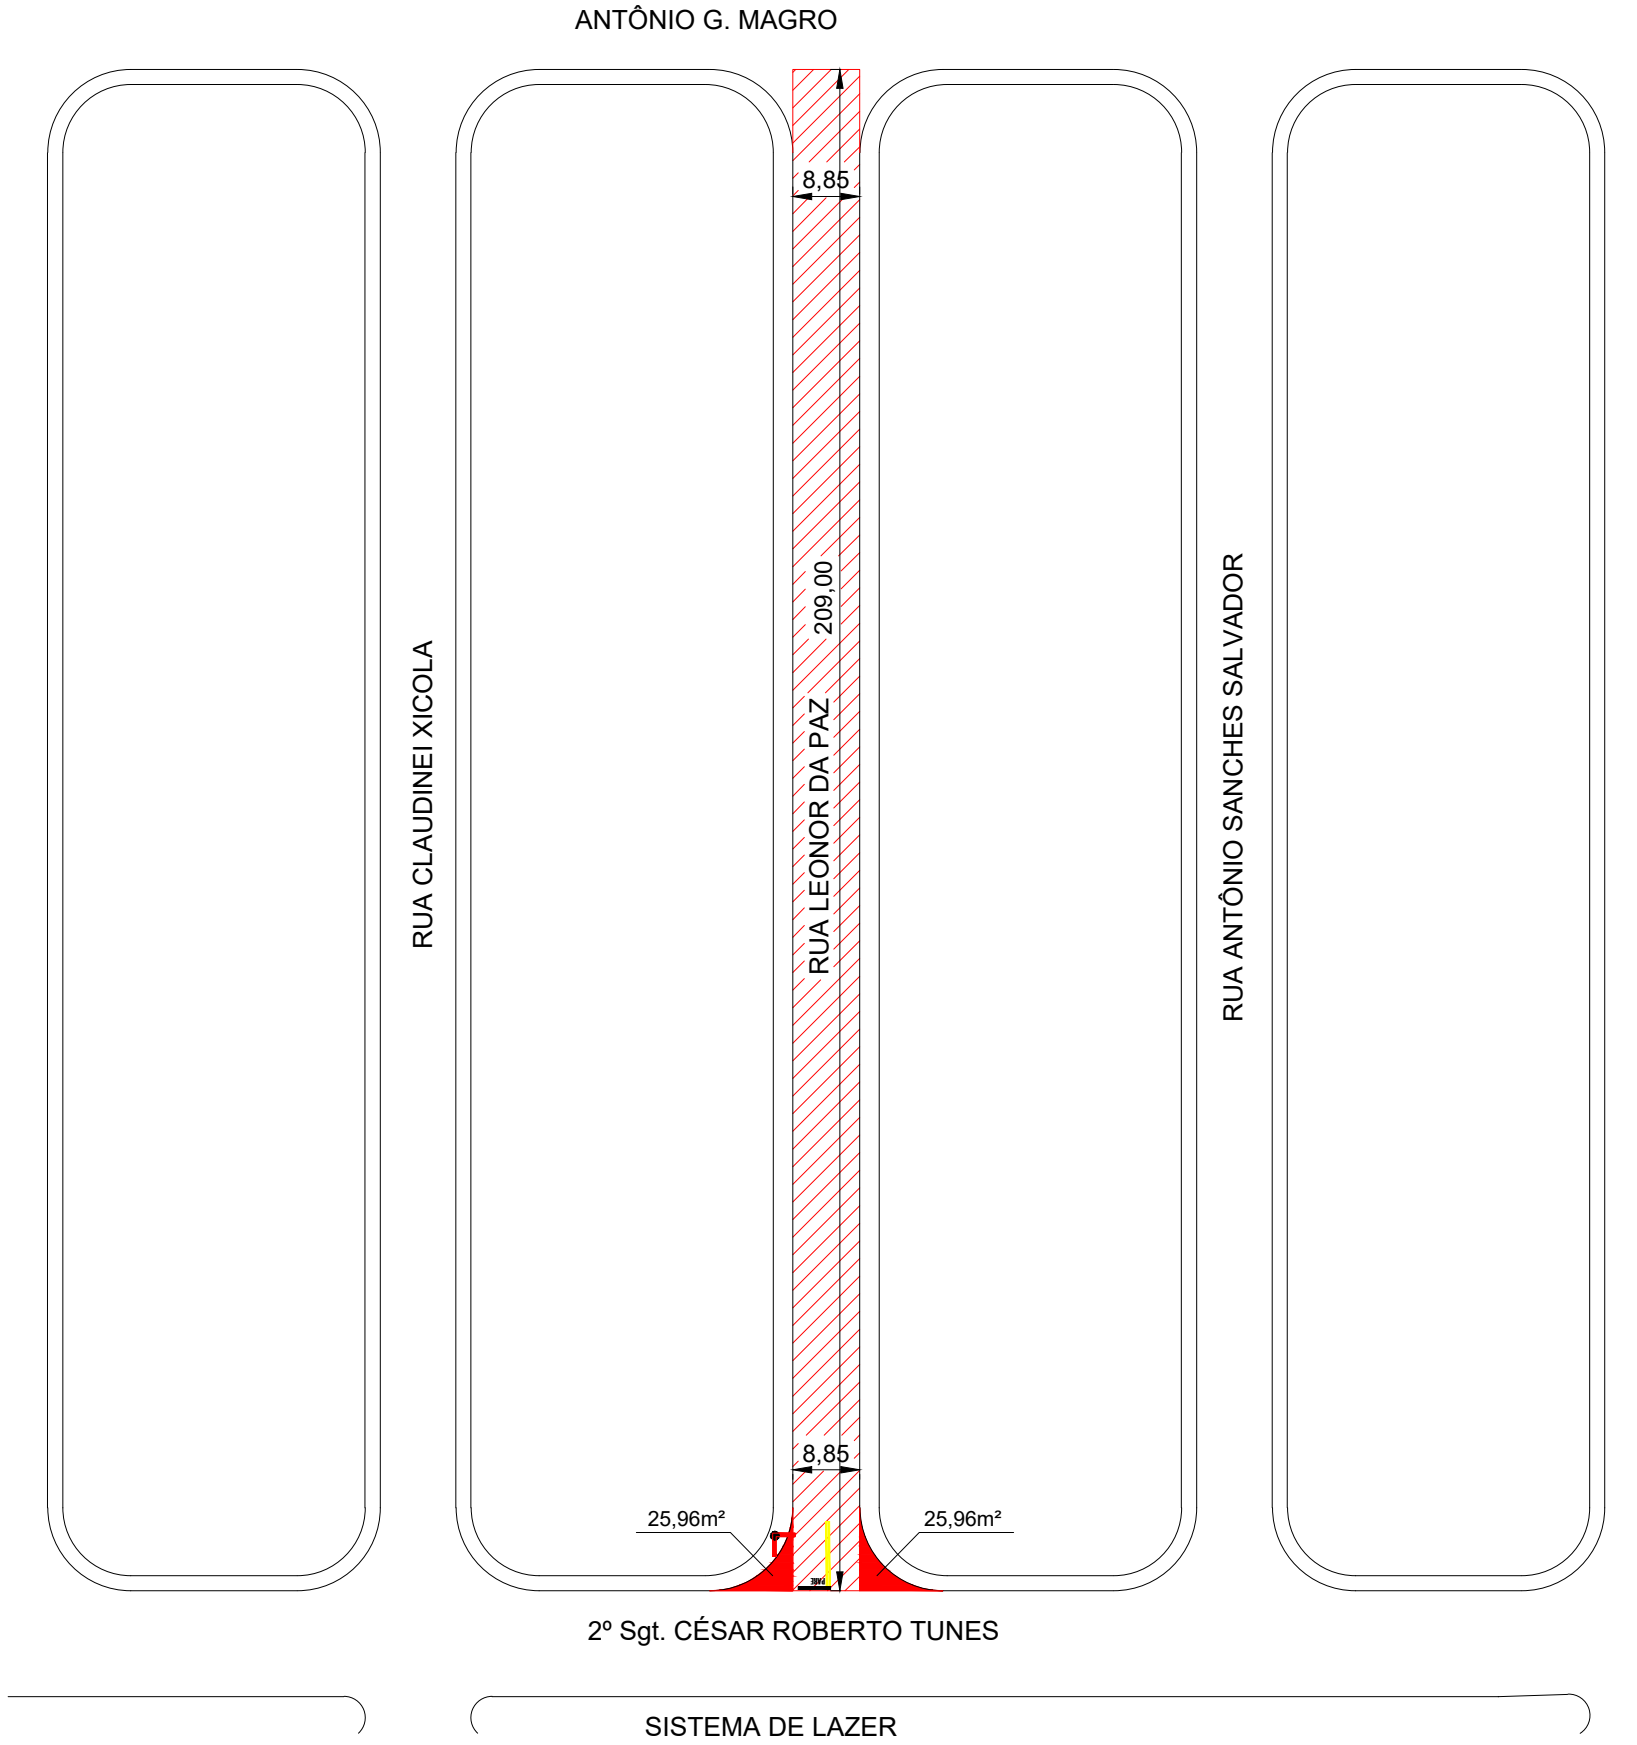 ANTÔNIO G. MAGRO
8,85
209,00
RUA CLAUDINEI XICOLA
RUA LEONOR DA PAZ
RUA ANTÔNIO SANCHES SALVADOR
8,85
25,96m²
25,96m²
PARE
2º Sgt. CÉSAR ROBERTO TUNES
SISTEMA DE LAZER